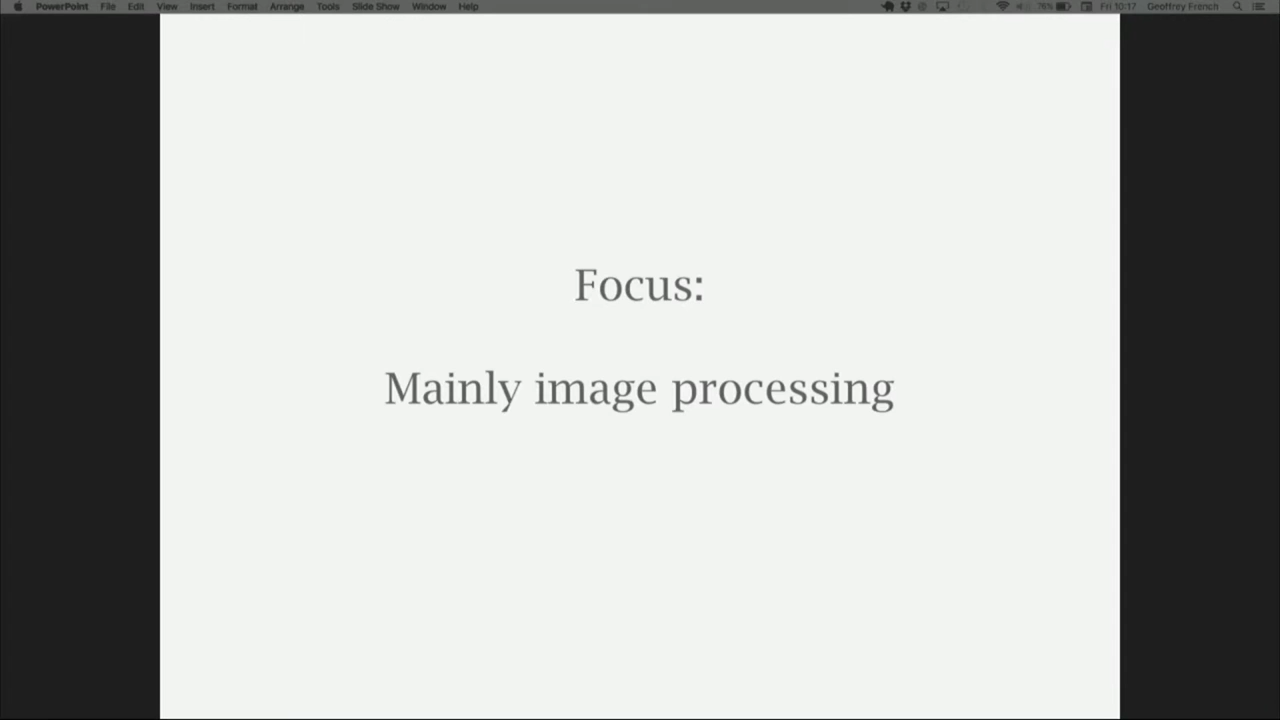 PowerPoint File Edit View Insert Format Arrange Tools Slide Show Window Help 76% Fri 10:17 Geoffrey French
Focus:
Mainly image processing